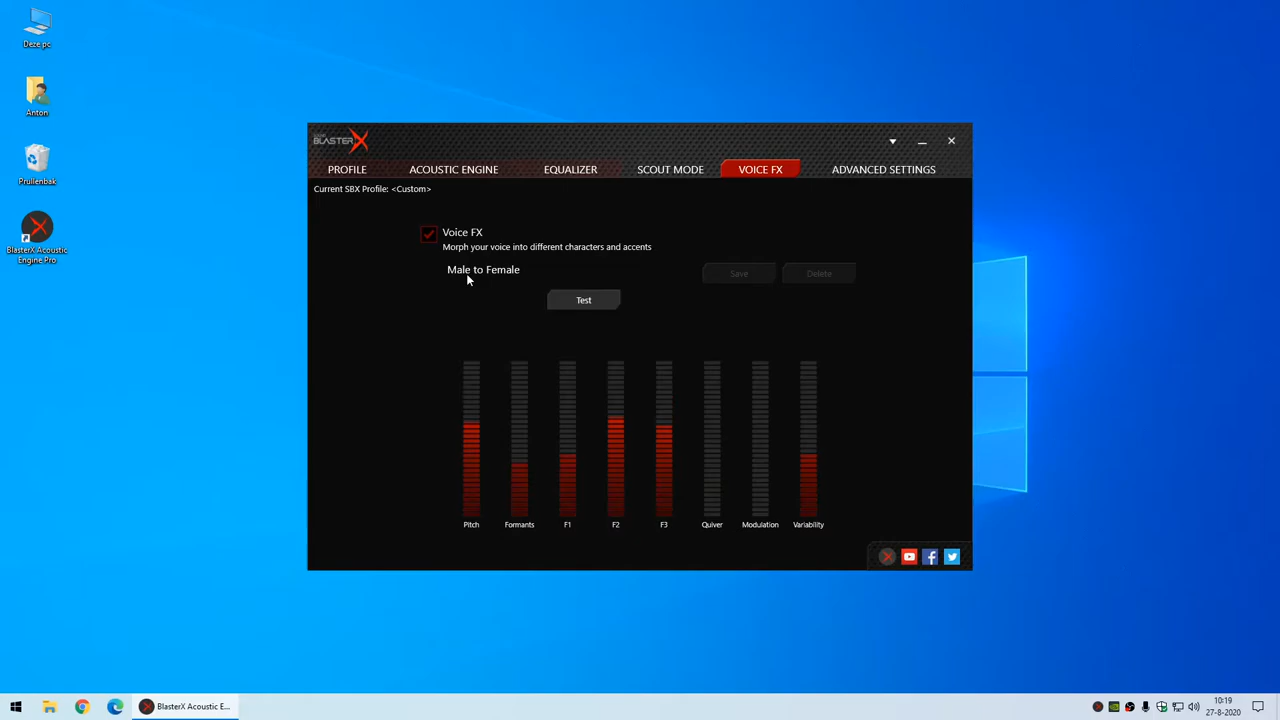 Deze pc
Anton
Prullenbak
BlasterX Acoustic
Engine Pro
BLASTERX
PROFILE ACOUSTIC ENGINE EQUALIZER SCOUT MODE VOICE FX ADVANCED SETTINGS
Current SBX Profile: <Custom>
Voice FX
Morph your voice into different characters and accents
Male to Female
Save Delete
Test
Pitch Formants F1 F2 F3 Quiver Modulation Variability
BlasterX Acoustic E...
10:19
27-8-2020